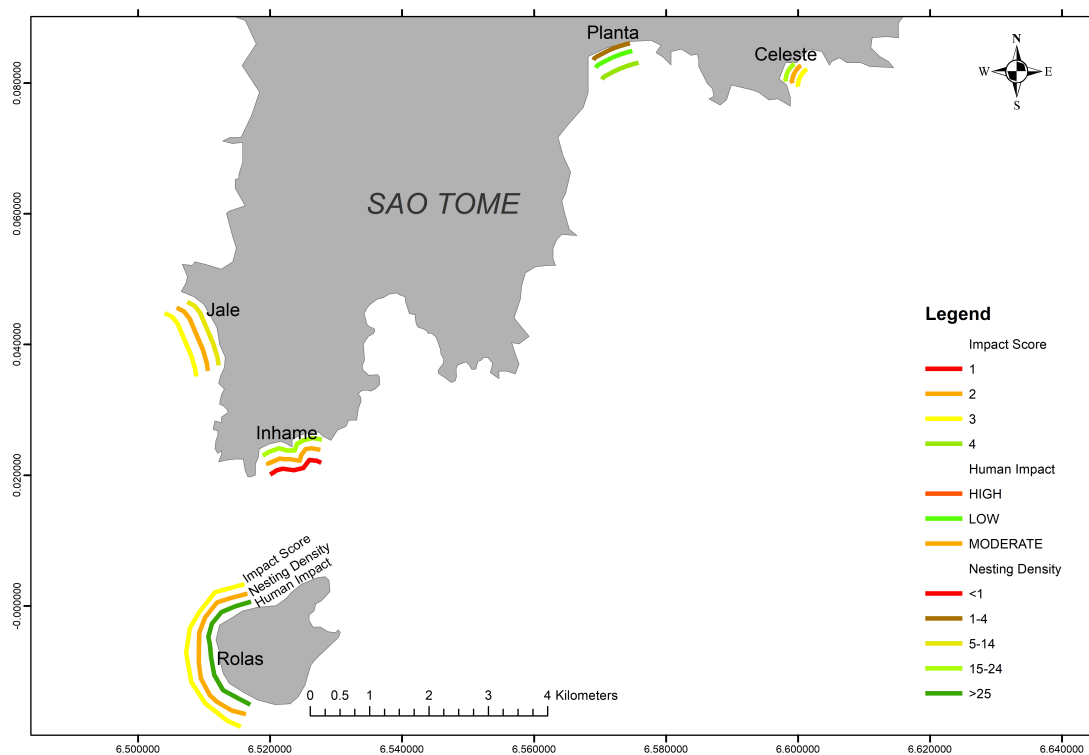 Planta
Celeste
N
W
E
S
0.080000
0.060000
0.040000
0.020000
-0.000000
SAO TOME
Jale
Inhame
Impact Score
Nesting Density
Human Impact
Rolas
0 0.5 1 2 3 4 Kilometers
Legend
Impact Score
1
2
3
4
Human Impact
HIGH
LOW
MODERATE
Nesting Density
<1
1-4
5-14
15-24
>25
6.500000 6.520000 6.540000 6.560000 6.580000 6.600000 6.620000 6.640000